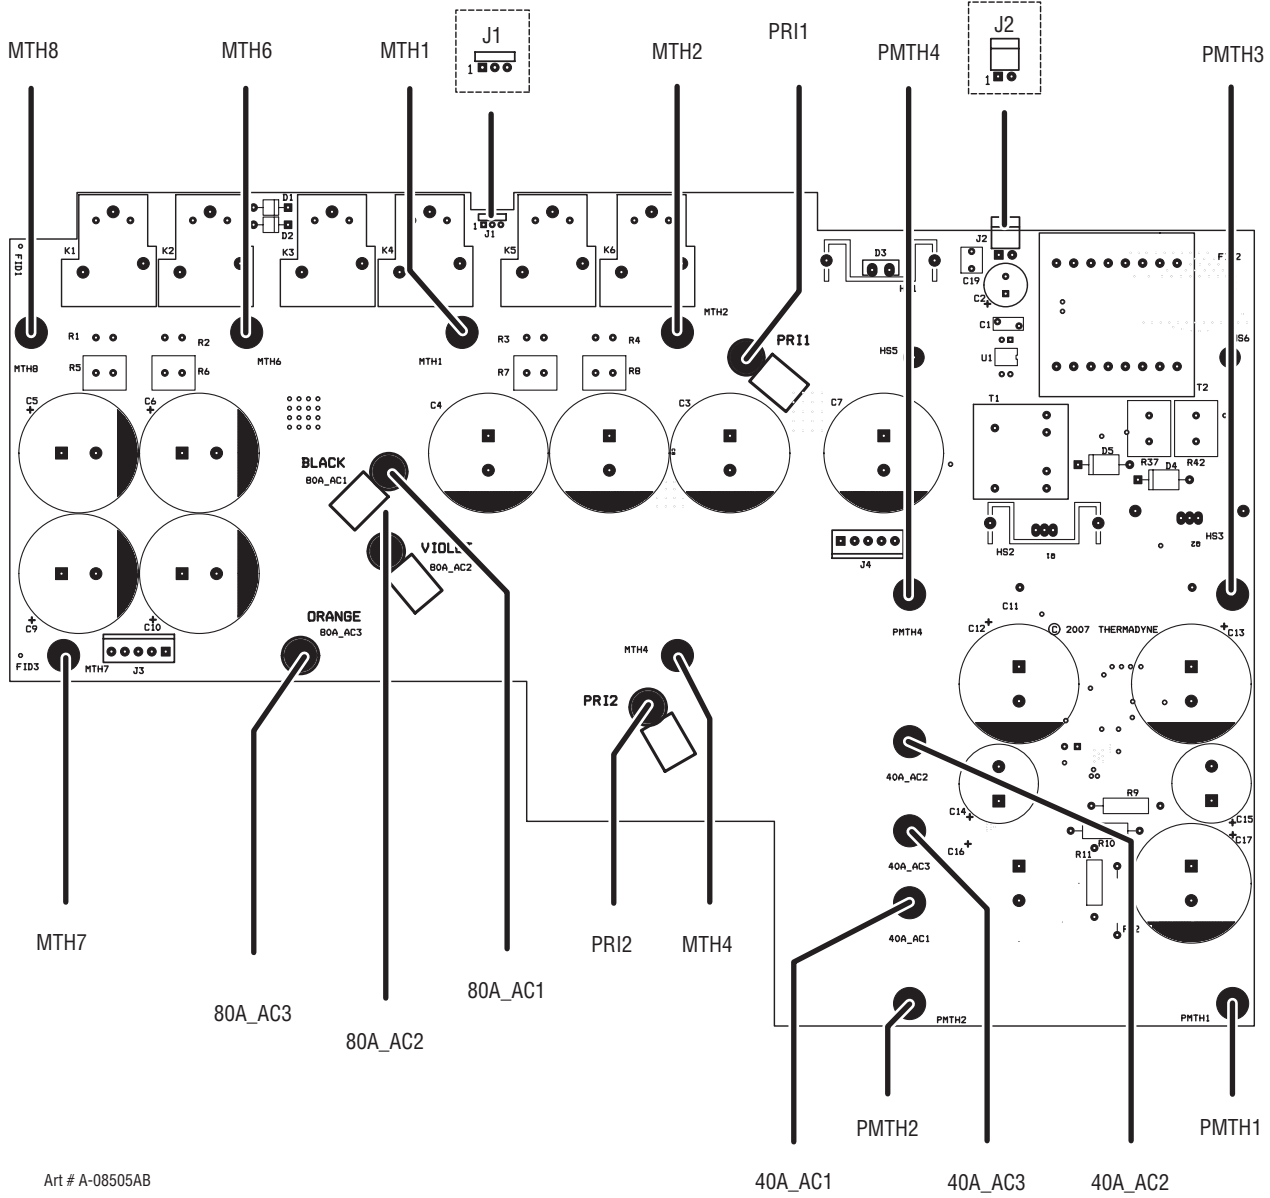 J1
J2
PRI1
MTH8
MTH6
MTH1
MTH2
PMTH4
PMTH3
1
1
D1
D2
1
J1
K1
K2
K3
K4
K5
K6
FID1
D3
J2
C19
C2
C1
U1
MTH2
R1
R2
R3
R4
PRI1
HS5
MTH8
MTH6
MTH1
R5
R6
R7
R8
T2
T1
C5
C6
C4
C3
C7
D5
R37
D4
R42
BLACK
80A_AC1
HS2
HS3
J4
80A_AC2
C9
C10
ORANGE
80A_AC3
C11
C12
© 2007 THERMADYNE
C13
PMTH4
FID3
MTH7
J3
MTH4
PRI2
40A_AC2
R9
C14
C15
C16
R10
C17
R11
40A_AC3
40A_AC1
PMTH2
PMTH1
MTH7
PRI2
MTH4
80A_AC3
80A_AC1
80A_AC2
PMTH2
PMTH1
40A_AC1
40A_AC3
40A_AC2
Art # A-08505AB